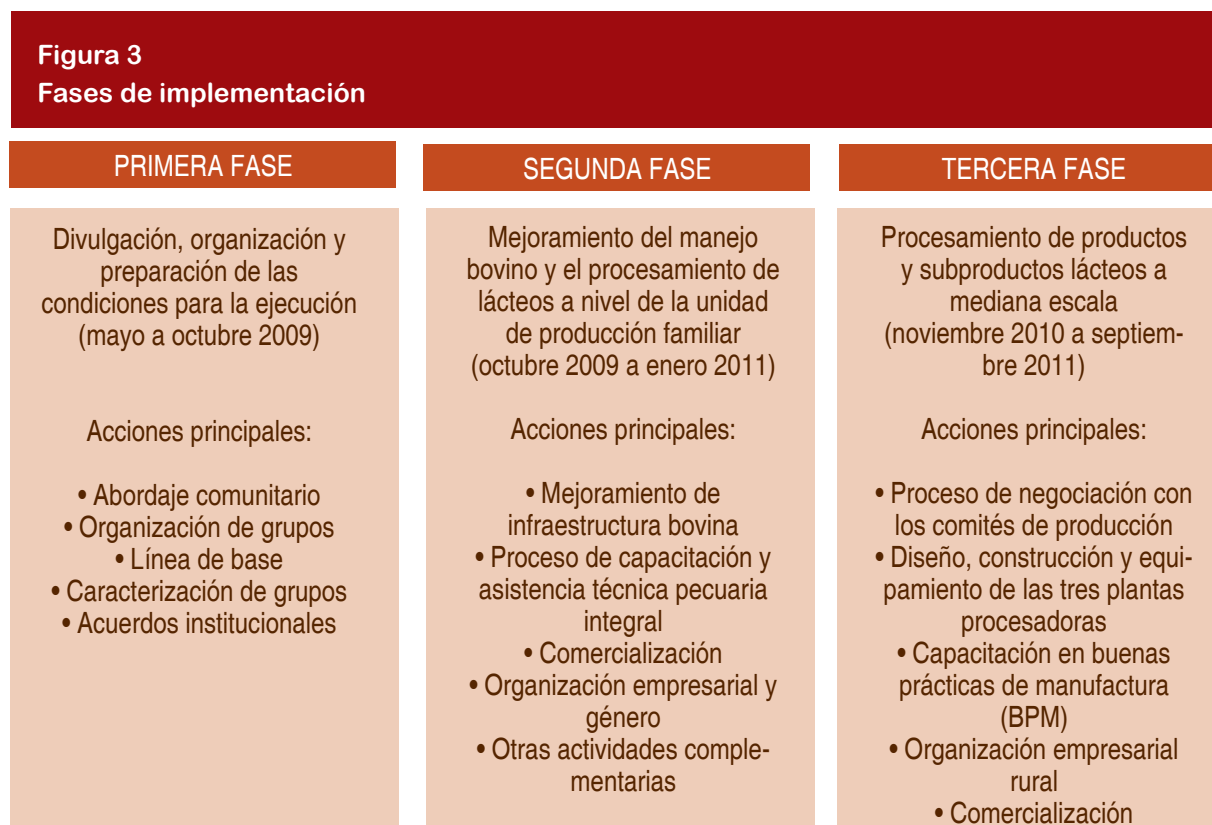 Figura 3
Fases de implementación
PRIMERA FASE
Divulgación, organización y
preparación de las
condiciones para la ejecución
(mayo a octubre 2009)
Acciones principales:
• Abordaje comunitario
• Organización de grupos
• Línea de base
• Caracterización de grupos
• Acuerdos institucionales
SEGUNDA FASE
Mejoramiento del manejo
bovino y el procesamiento de
lácteos a nivel de la unidad
de producción familiar
(octubre 2009 a enero 2011)
Acciones principales:
• Mejoramiento de
infraestructura bovina
• Proceso de capacitación y
asistencia técnica pecuaria
integral
• Comercialización
• Organización empresarial y
género
• Otras actividades comple-
mentarias
TERCERA FASE
Procesamiento de productos
y subproductos lácteos a
mediana escala
(noviembre 2010 a septiem-
bre 2011)
Acciones principales:
• Proceso de negociación con
los comités de producción
• Diseño, construcción y equi-
pamiento de las tres plantas
procesadoras
• Capacitación en buenas
prácticas de manufactura
(BPM)
• Organización empresarial
rural
• Comercialización